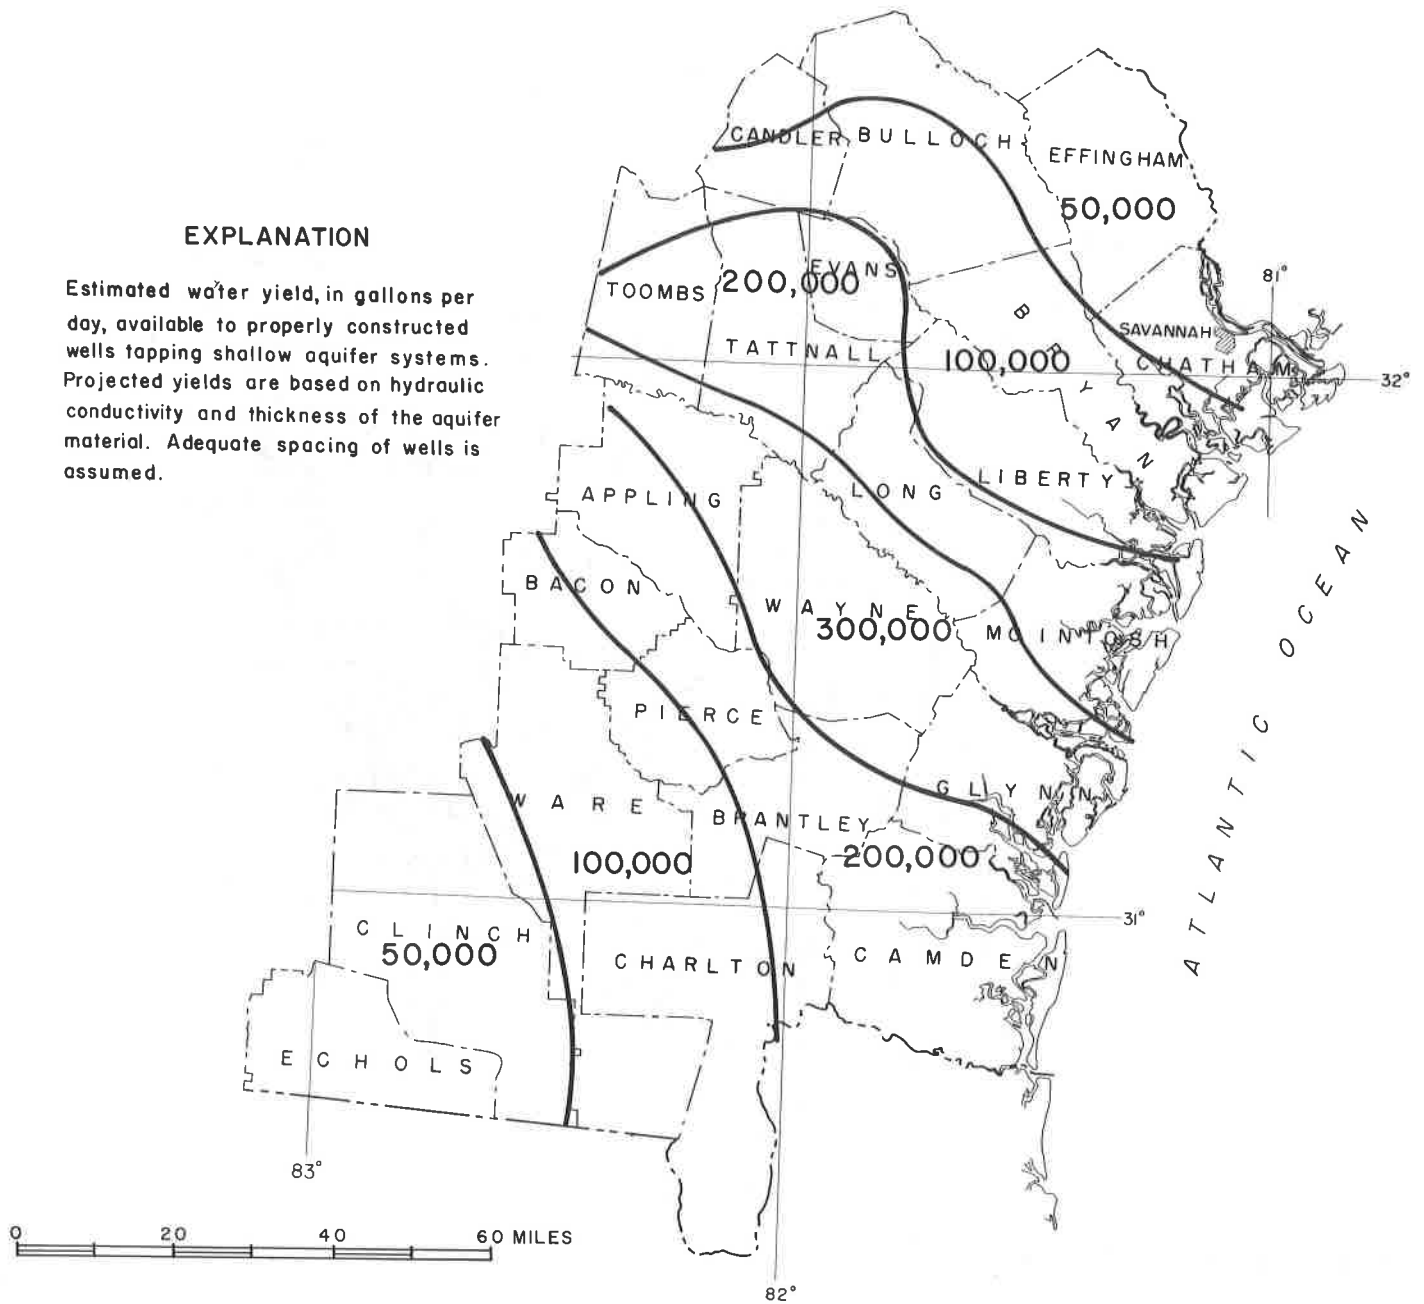 CANDLER BULLOCH
EFFINGHAM
50,000
EXPLANATION
Estimated water yield, in gallons per
day, available to properly constructed
wells tapping shallow aquifer systems.
Projected yields are based on hydraulic
conductivity and thickness of the aquifer
material. Adequate spacing of wells is
assumed.
EVANS
TOOMBS
200,000
81°
BRYAN
SAVANNAH
TATTNALL
100,000
CHATHAM
32°
LIBERTY
LONG
APPLING
BACON
WAYNE
300,000
MCINTOSH
ATLANTIC OCEAN
PIERCE
GLYNN
WARE
BRANTLEY
100,000
200,000
31°
CLINCH
50,000
CHARLTON
CAMDEN
ECHOLS
83°
0 20 40 60 MILES
82°